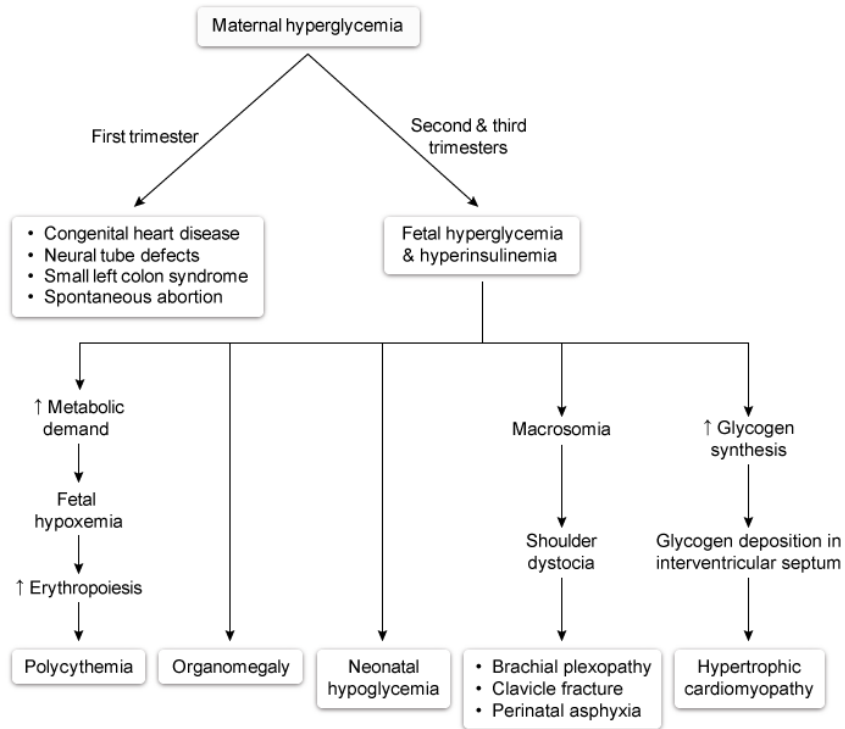 Maternal hyperglycemia
First trimester
Second & third
trimesters
• Congenital heart disease
• Neural tube defects
• Small left colon syndrome
• Spontaneous abortion
Fetal hyperglycemia
& hyperinsulinemia
↑ Metabolic
demand
Fetal
hypoxemia
↑ Erythropoiesis
Polycythemia
Organomegaly
Neonatal
hypoglycemia
Macrosomia
Shoulder
dystocia
• Brachial plexopathy
• Clavicle fracture
• Perinatal asphyxia
↑ Glycogen
synthesis
Glycogen deposition in
interventricular septum
Hypertrophic
cardiomyopathy